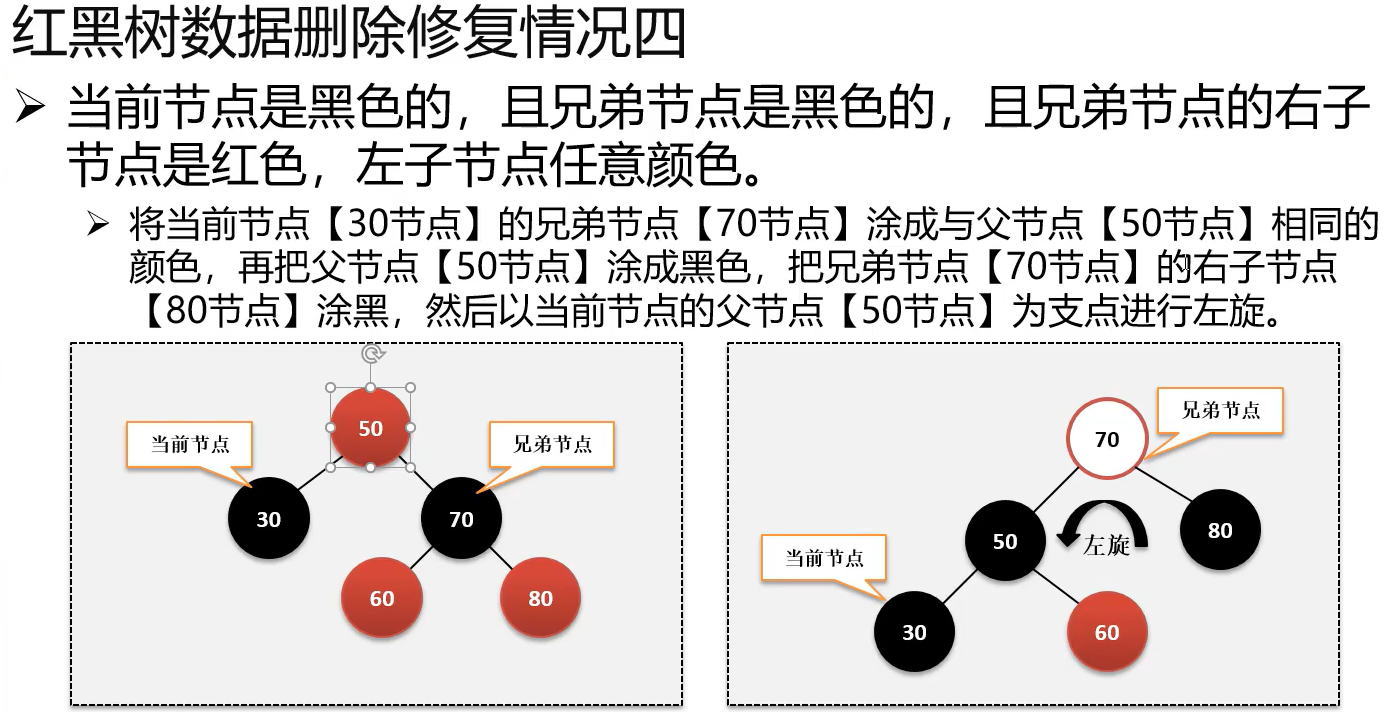 红黑树数据删除修复情况四
当前节点是黑色的，且兄弟节点是黑色的，且兄弟节点的右子
节点是红色，左子节点任意颜色。
将当前节点【30节点】的兄弟节点【70节点】涂成与父节点【50节点】相同的
颜色，再把父节点【50节点】涂成黑色，把兄弟节点【70节点】的右子节点
【80节点】涂黑，然后以当前节点的父节点【50节点】为支点进行左旋。
当前节点
50
兄弟节点
30
70
60
80
兄弟节点
70
50
左旋
80
当前节点
30
60